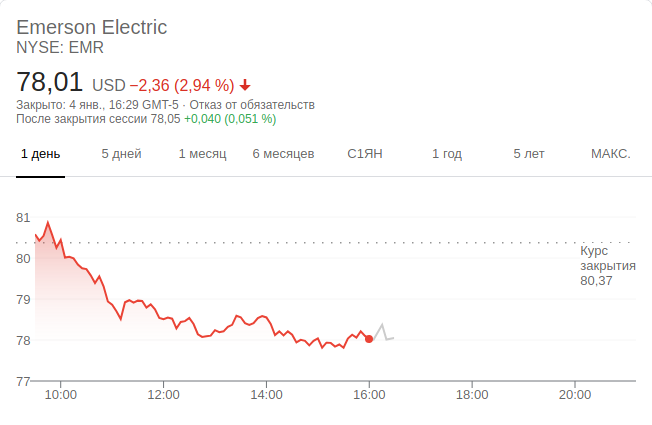 Emerson Electric
NYSE: EMR
78,01 USD −2,36 (2,94 %)
Закрыто: 4 янв., 16:29 GMT-5 · Отказ от обязательств
После закрытия сессии 78,05 +0,040 (0,051 %)
1 день 5 дней 1 месяц 6 месяцев С1ЯН 1 год 5 лет МАКС.
81
80
79
78
77
Курс
закрытия
80,37
10:00 12:00 14:00 16:00 18:00 20:00